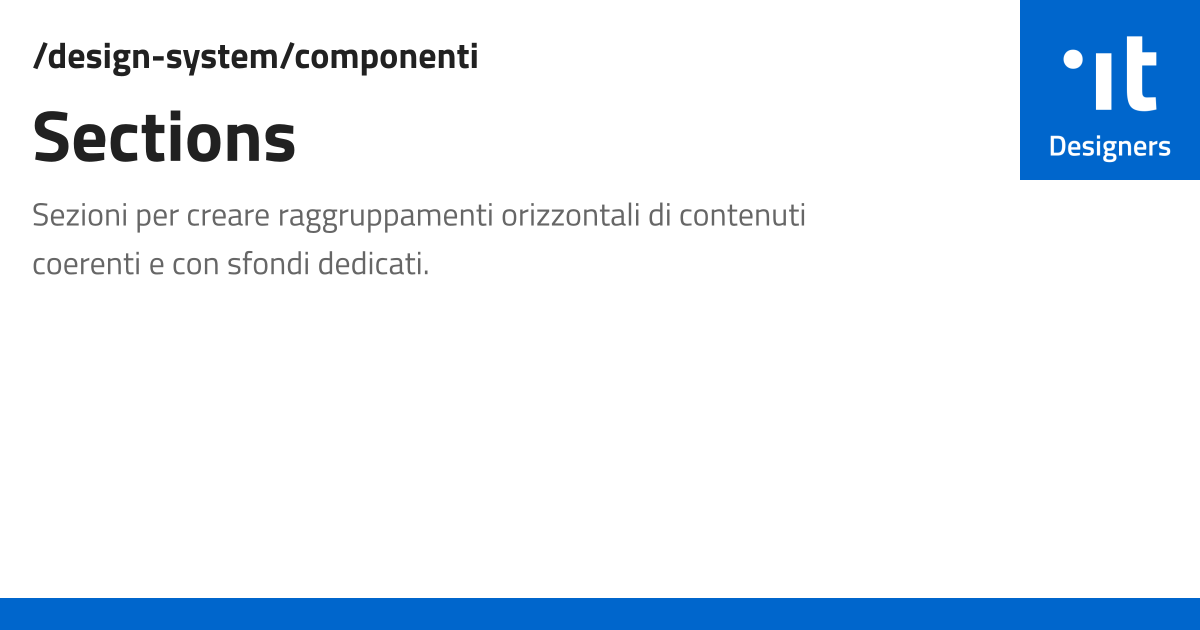 /design-system/componenti
Sections
Sezioni per creare raggruppamenti orizzontali di contenuti
coerenti e con sfondi dedicati.
it
Designers